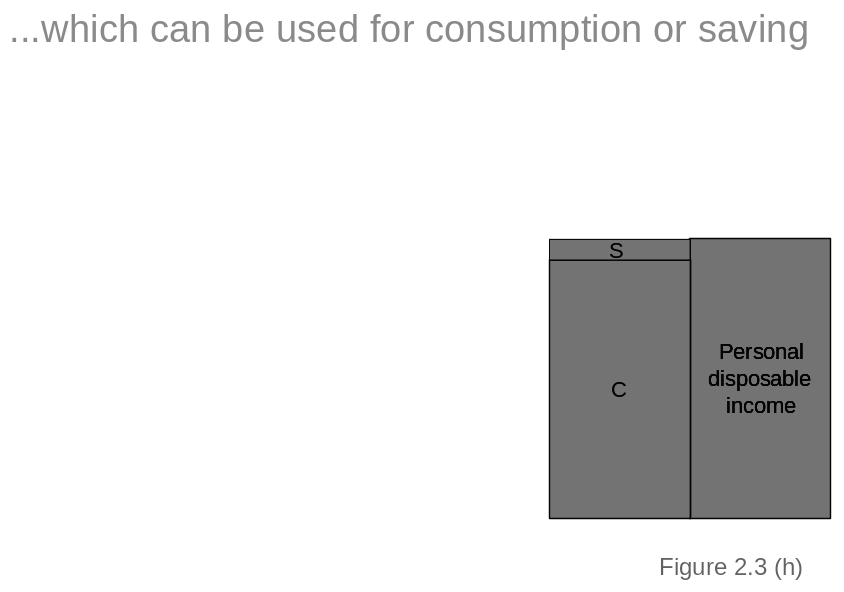 ...which can be used for consumption or saving
S
C
Personal
disposable
income
Figure 2.3 (h)